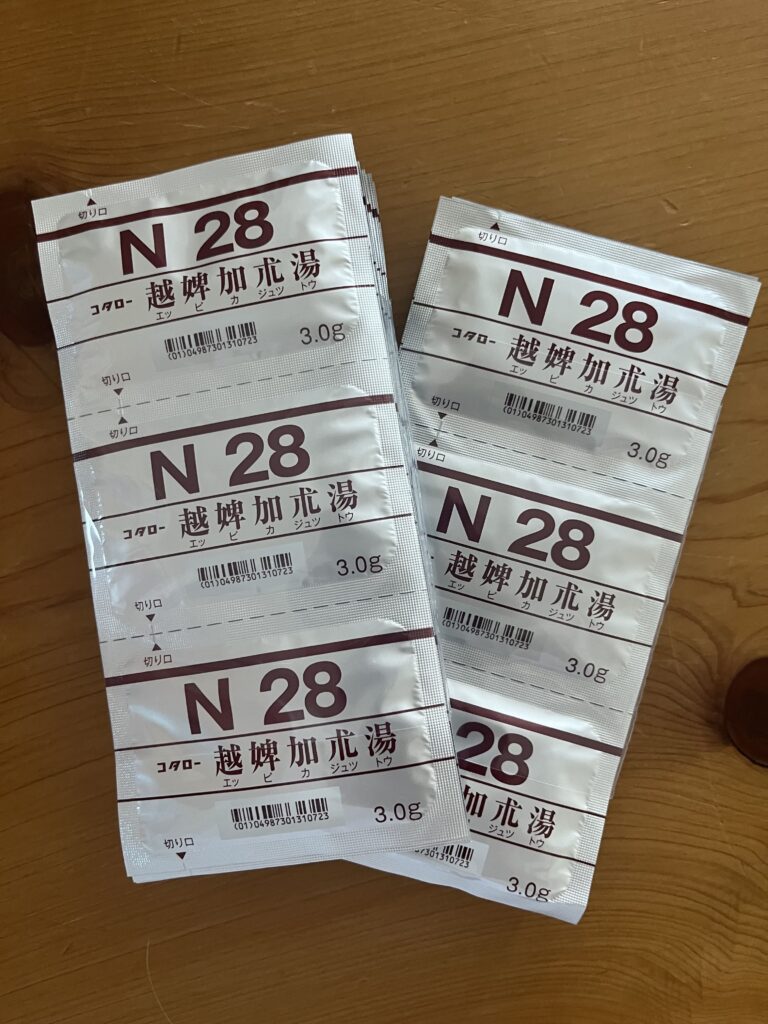 切り口
N 28
コタロー 越婢加朮湯
エッ ピ カ ジュツ トウ
(01)04987301310723
3.0g
切り口
切り口
N 28
コタロー 越婢加朮湯
エッ ピ カ ジュツ トウ
(01)04987301310723
3.0g
切り口
切り口
N 28
コタロー 越婢加朮湯
エッ ピ カ ジュツ トウ
(01)04987301310723
3.0g
切り口
切り口
N 28
コタロー 越婢加朮湯
エッ ピ カ ジュツ トウ
(01)04987301310723
3.0g
切り口
切り口
N 28
越婢加朮湯
エッ ピ カ ジュツ トウ
(01)04987301310723
3.0g
28
加朮湯
ジュツ トウ
7301310723
3.0g